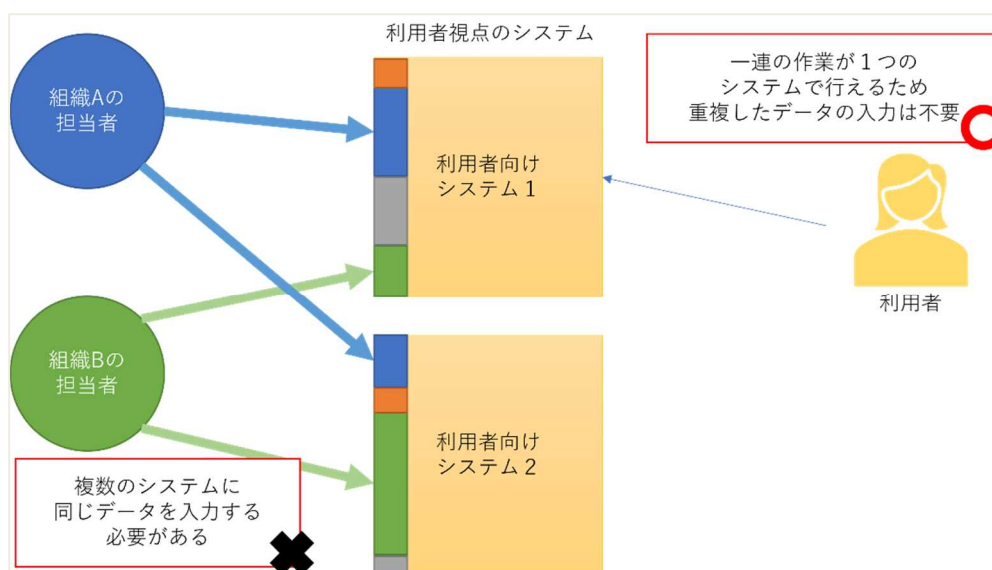 利用者視点のシステム
組織Aの
担当者
一連の作業が１つの
システムで行えるため
重複したデータの入力は不要
利用者向け
システム１
利用者
組織Bの
担当者
利用者向け
システム２
複数のシステムに
同じデータを入力する
必要がある